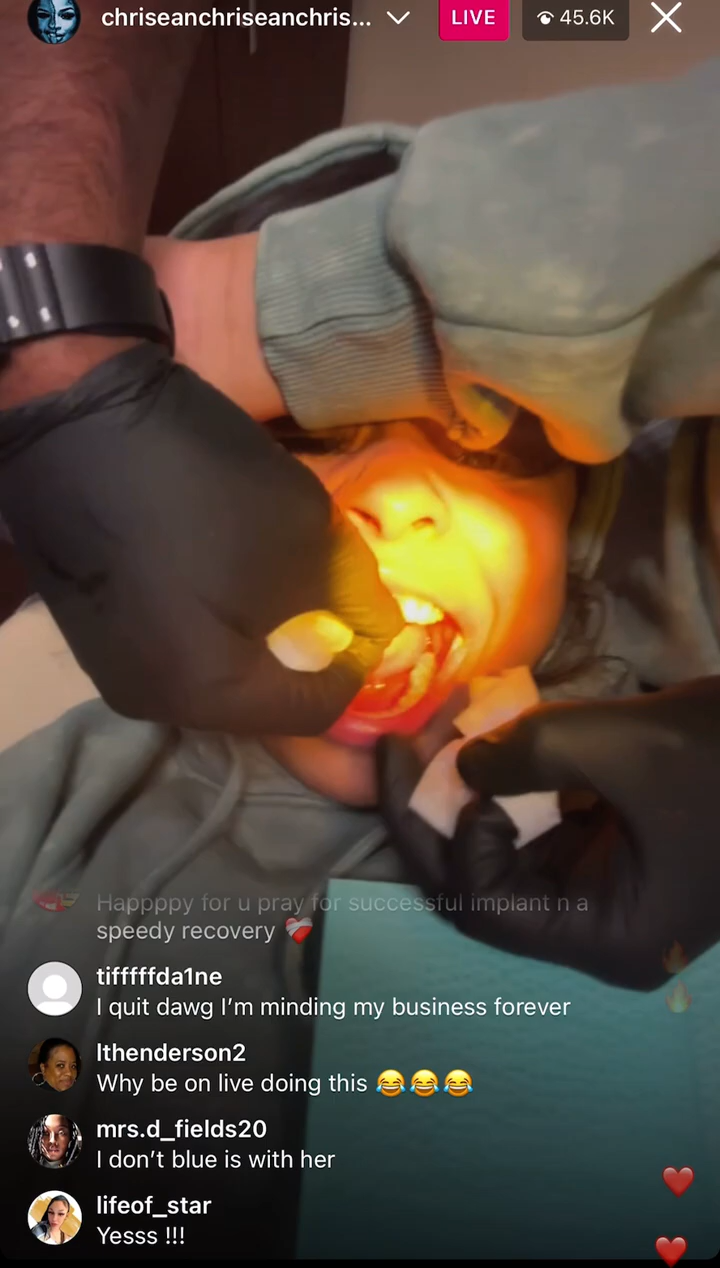 chriseanchriseanchris...
LIVE
45.6K
Happppy for u pray for successful implant n a
speedy recovery ❤️‍🩹
tifffffda1ne
I quit dawg I’m minding my business forever
lthenderson2
Why be on live doing this 😂😂😂
mrs.d_fields20
I don’t blue is with her
lifeof_star
Yesss !!!